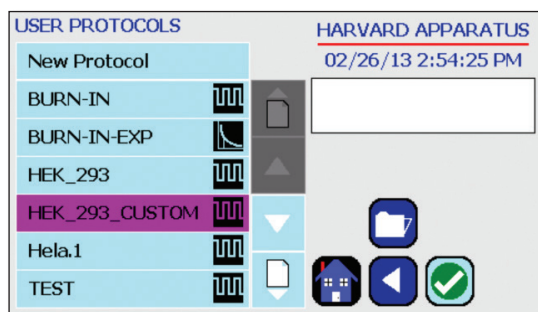 USER PROTOCOLS
New Protocol
BURN-IN
BURN-IN-EXP
HEK_293
HEK_293_CUSTOM
Hela.1
TEST
HARVARD APPARATUS
02/26/13 2:54:25 PM